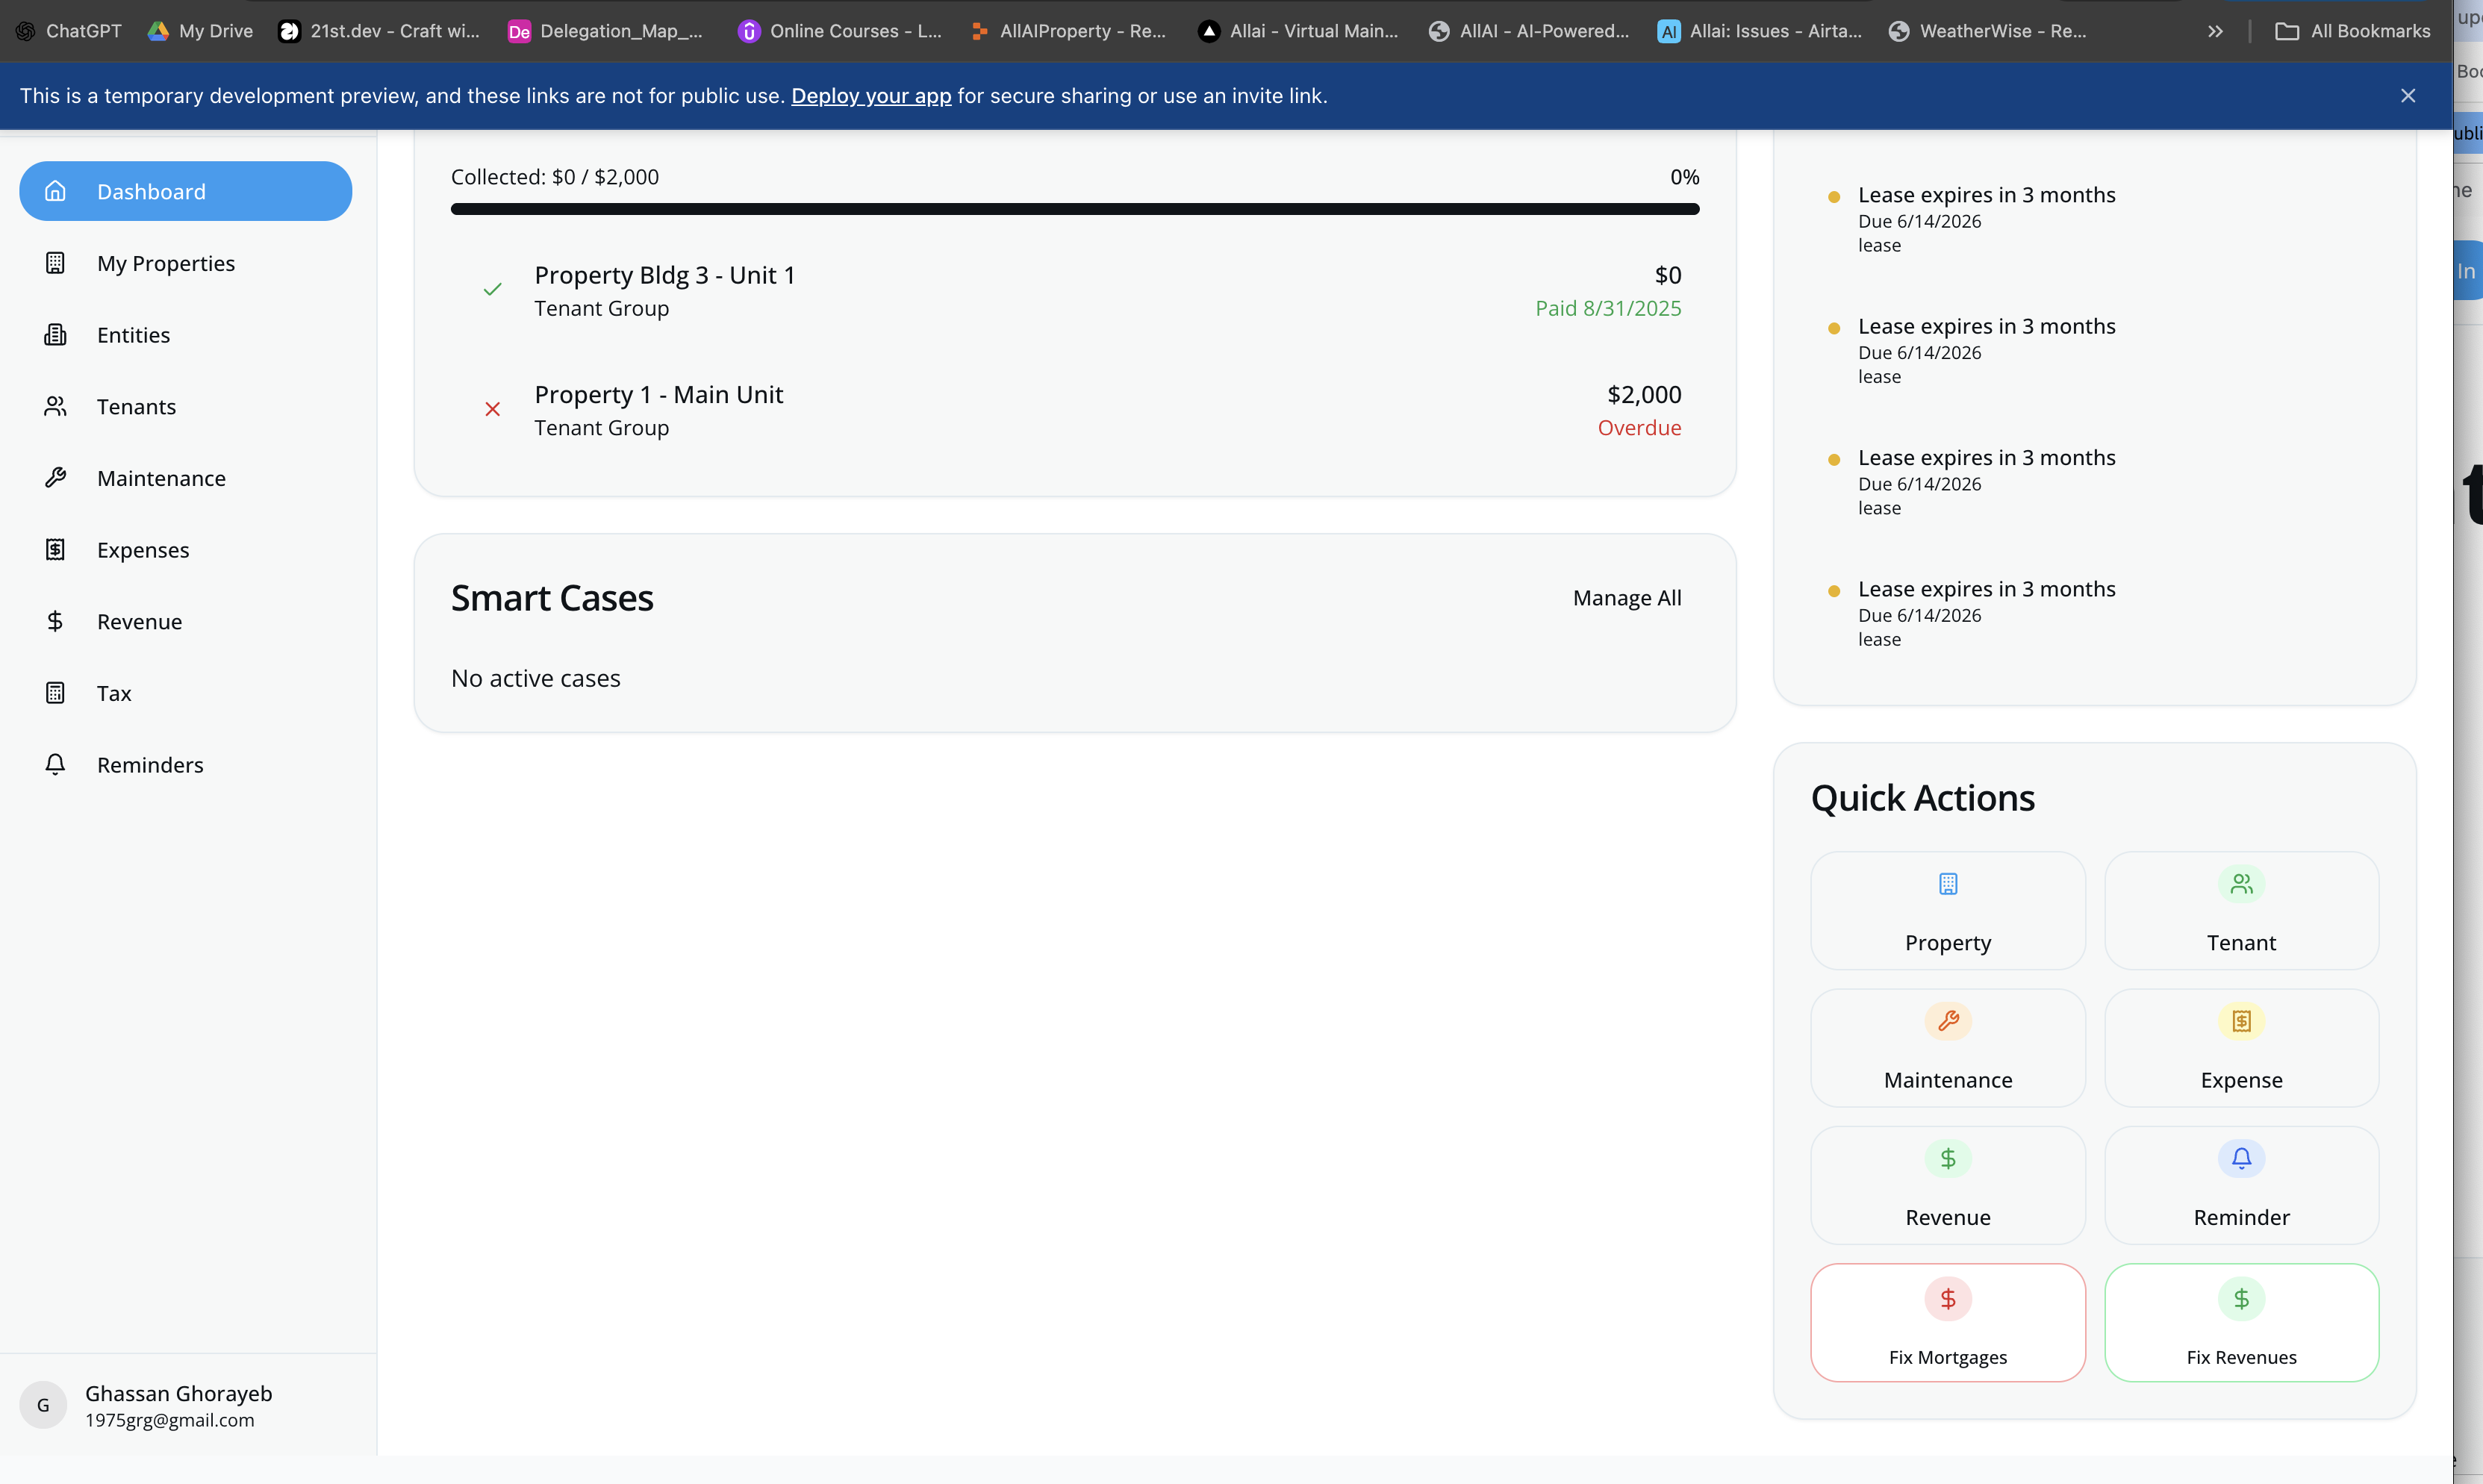 ChatGPT
My Drive
21st.dev - Craft wi...
De
Delegation_Map_...
Online Courses - L...
AllAIProperty - Re...
Allai - Virtual Main...
AllAI - AI-Powered...
AI
Allai: Issues - Airta...
WeatherWise - Re...
All Bookmarks
This is a temporary development preview, and these links are not for public use. Deploy your app for secure sharing or use an invite link.
Dashboard
My Properties
Entities
Tenants
Maintenance
Expenses
Revenue
Tax
Reminders
G
Ghassan Ghorayeb
1975grg@gmail.com
Collected: $0 / $2,000
0%
Property Bldg 3 - Unit 1
$0
Tenant Group
Paid 8/31/2025
Property 1 - Main Unit
$2,000
Tenant Group
Overdue
Smart Cases
Manage All
No active cases
Lease expires in 3 months
Due 6/14/2026
lease
Lease expires in 3 months
Due 6/14/2026
lease
Lease expires in 3 months
Due 6/14/2026
lease
Lease expires in 3 months
Due 6/14/2026
lease
Quick Actions
Property
Tenant
Maintenance
Expense
Revenue
Reminder
Fix Mortgages
Fix Revenues